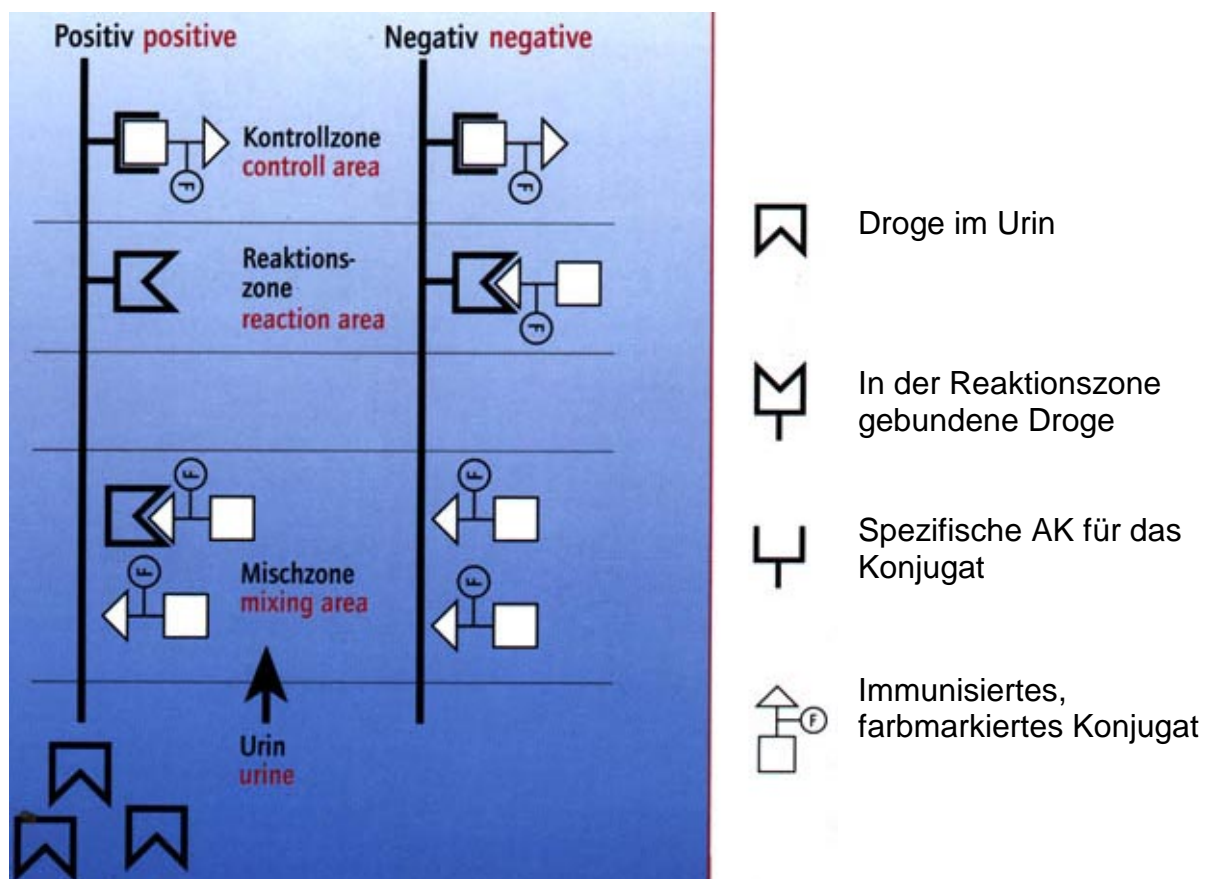 Positiv positive
Negativ negative
Kontrollzone
controll area
F
F
Reaktions-
zone
reaction area
F
F
F
Mischzone
mixing area
F
F
Urin
urine
Droge im Urin
In der Reaktionszone
gebundene Droge
Spezifische AK für das
Konjugat
Immunisiertes,
farbmarkiertes Konjugat
F